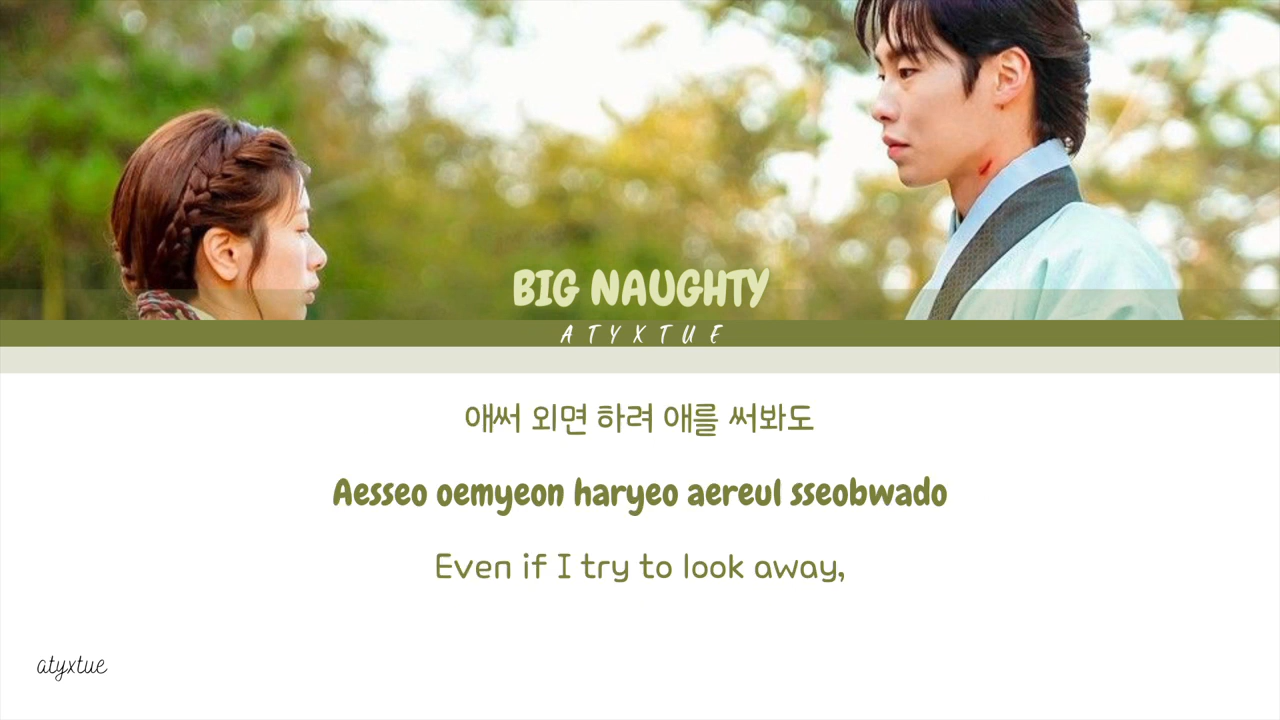 BIG NAUGHTY
ATYXTUE
애써 외면 하려 애를 써봐도
Aesseo oemyeon haryeo aereul sseobwado
Even if I try to look away,
atyxtue